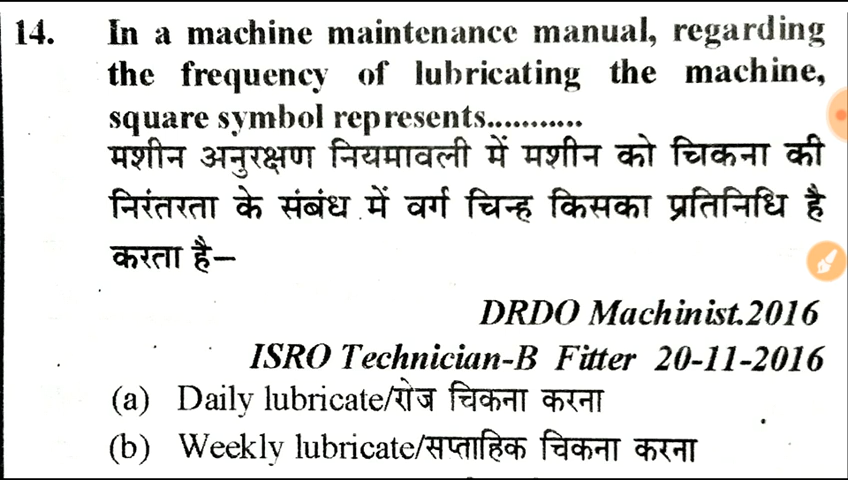 14. In a machine maintenance manual, regarding
the frequency of lubricating the machine,
square symbol represents............
मशीन अनुरक्षण नियमावली में मशीन को चिकना की
निरंतरता के संबंध में वर्ग चिन्ह किसका प्रतिनिधि है
करता है–
DRDO Machinist.2016
ISRO Technician-B Fitter 20-11-2016
(a) Daily lubricate/रोज चिकना करना
(b) Weekly lubricate/सप्ताहिक चिकना करना